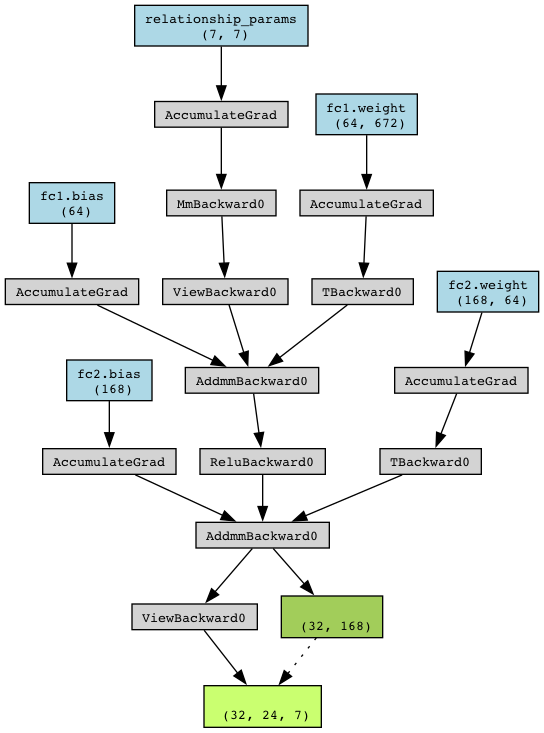 relationship_params
(7, 7)
AccumulateGrad
fc1.weight
(64, 672)
fc1.bias
(64)
MmBackward0
AccumulateGrad
AccumulateGrad
ViewBackward0
TBackward0
fc2.weight
(168, 64)
fc2.bias
(168)
AddmmBackward0
AccumulateGrad
AccumulateGrad
ReluBackward0
TBackward0
AddmmBackward0
ViewBackward0
(32, 168)
(32, 24, 7)